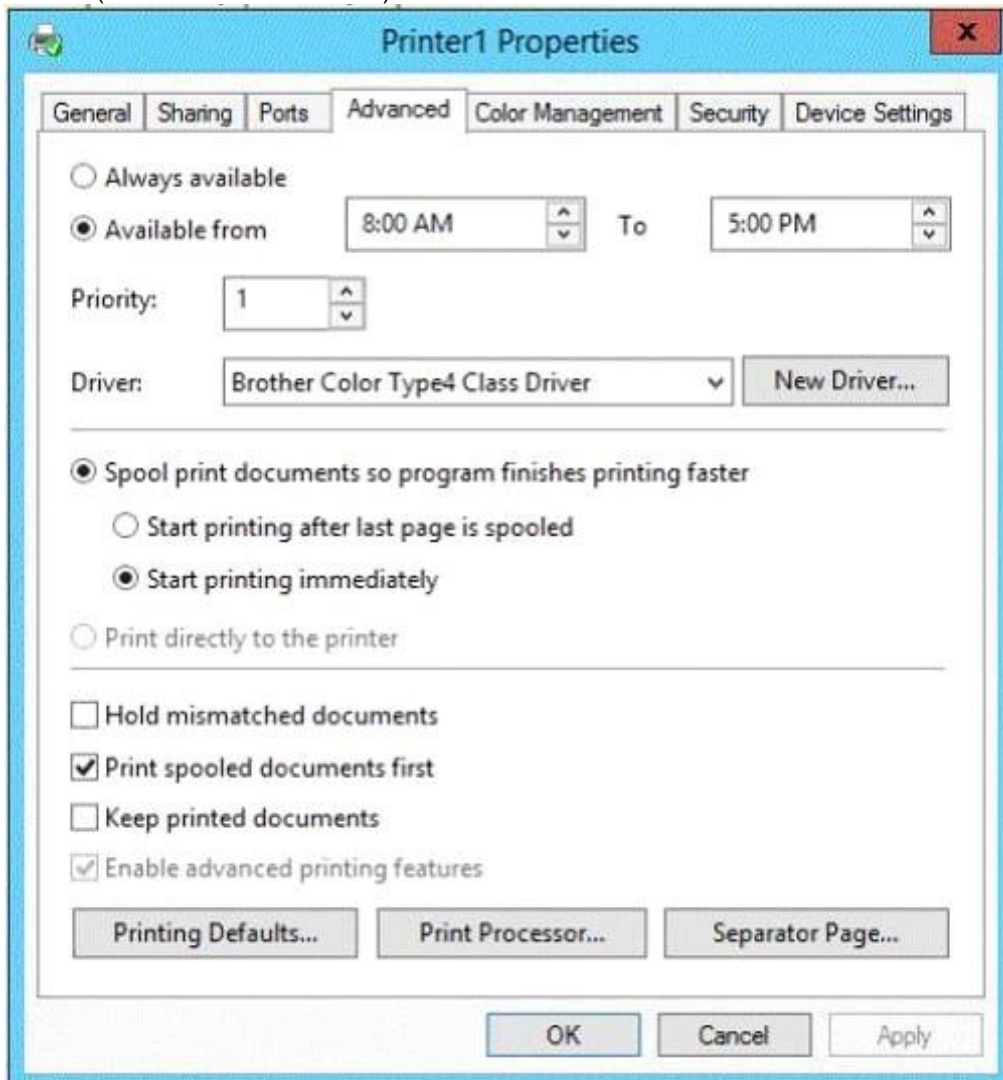 Printer1 Properties
General Sharing Ports Advanced Color Management Security Device Settings
Always available
Available from 8:00 AM To 5:00 PM
Priority: 1
Driver: Brother Color Type4 Class Driver New Driver...
Spool print documents so program finishes printing faster
Start printing after last page is spooled
Start printing immediately
Print directly to the printer
Hold mismatched documents
Print spooled documents first
Keep printed documents
Enable advanced printing features
Printing Defaults... Print Processor... Separator Page...
OK Cancel Apply